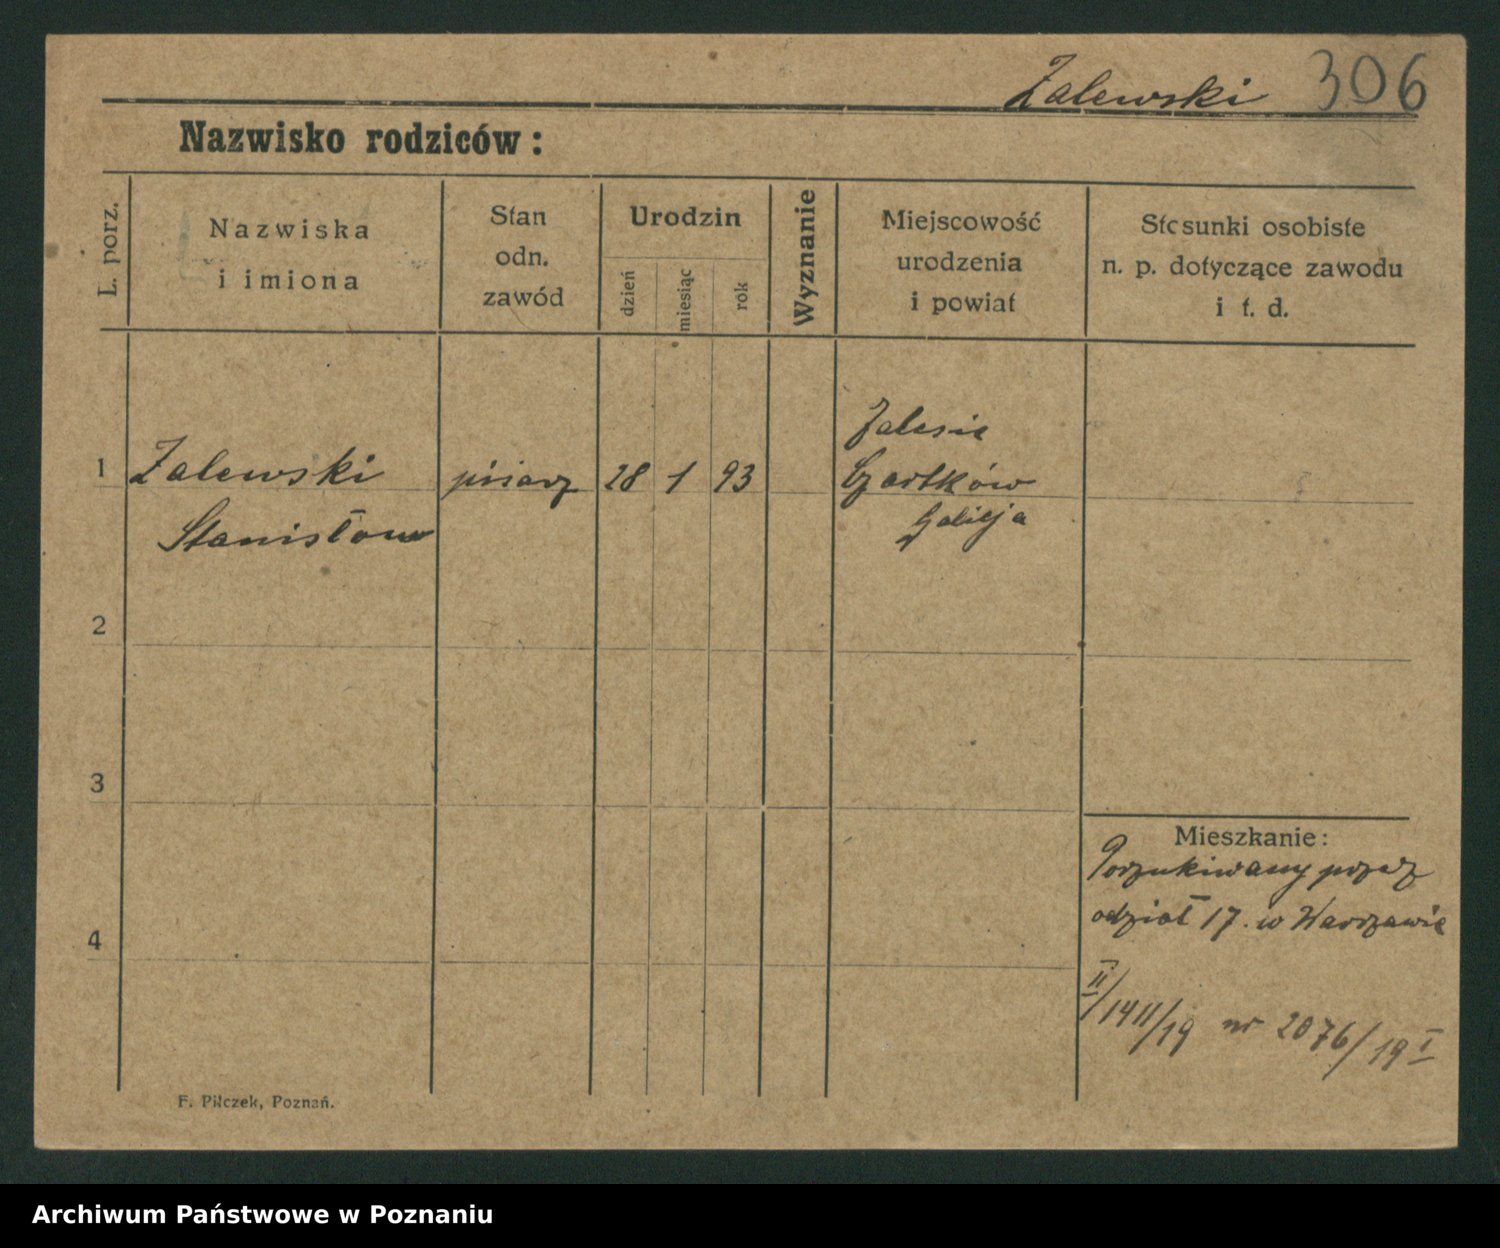 Zalewski 306
Nazwisko rodziców:
L. porz.
Nazwiska
i imiona
Stan
odn.
zawód
Urodzin
dzień
miesiąc
rok
Wyznanie
Miejscowość
urodzenia
i powiat
Stosunki osobiste
n. p. dotyczące zawodu
i t. d.
Zalesie
1 Zalewski pisarz 28 1 93 Czortków
Stanisław Galicja
2
3
4
Mieszkanie:
Poszukiwany przez
odział 17. w Warszawie
II/1411/19 nr 2076/19 I
F. Pilczek, Poznań.
Archiwum Państwowe w Poznaniu